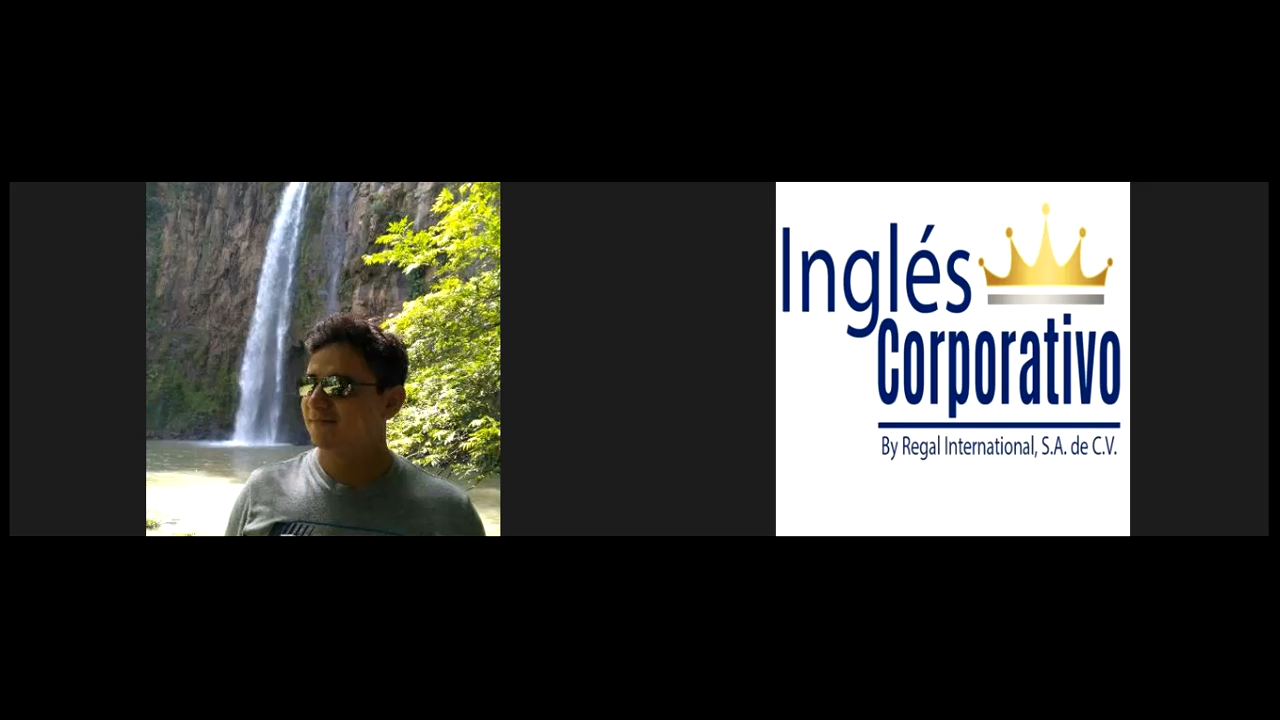 Inglés
Corporativo
By Regal International, S.A. de C.V.